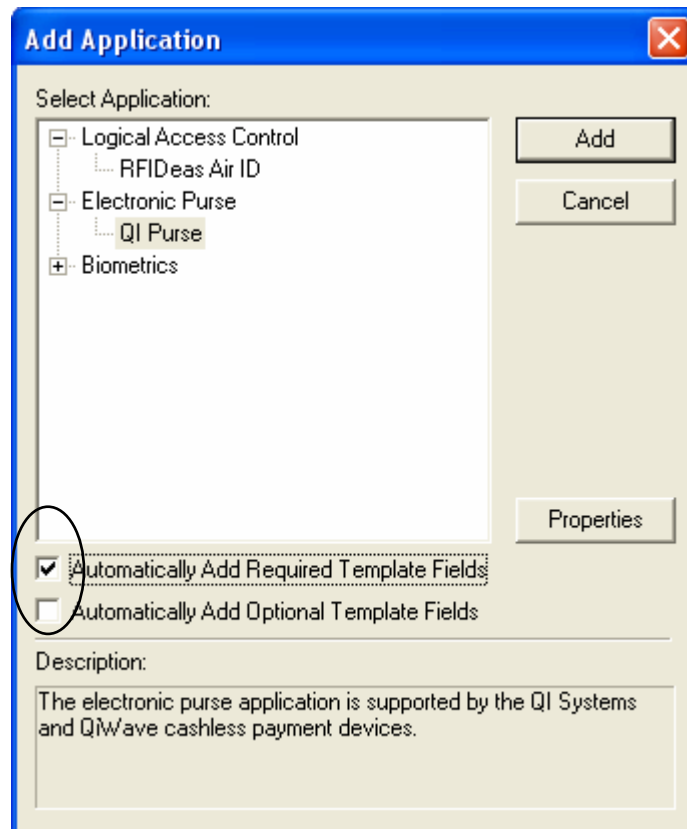 Add Application
Select Application:
Logical Access Control
RFIDeas Air ID
Electronic Purse
QI Purse
Biometrics
Add
Cancel
Properties
Automatically Add Required Template Fields
Automatically Add Optional Template Fields
Description:
The electronic purse application is supported by the QI Systems
and QiWave cashless payment devices.